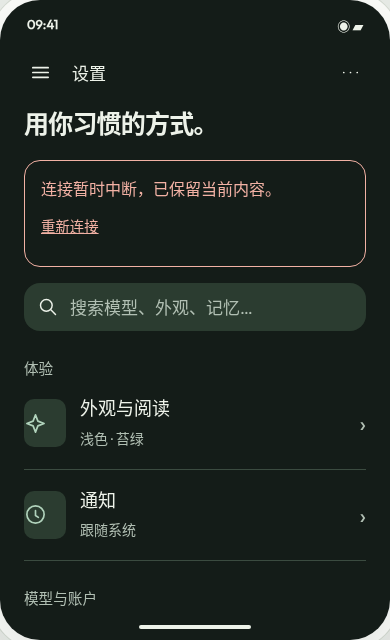 09:41
设置
...
用你习惯的方式。
连接暂时中断，已保留当前内容。
重新连接
搜索模型、外观、记忆...
体验
外观与阅读
浅色 · 苔绿
通知
跟随系统
模型与账户